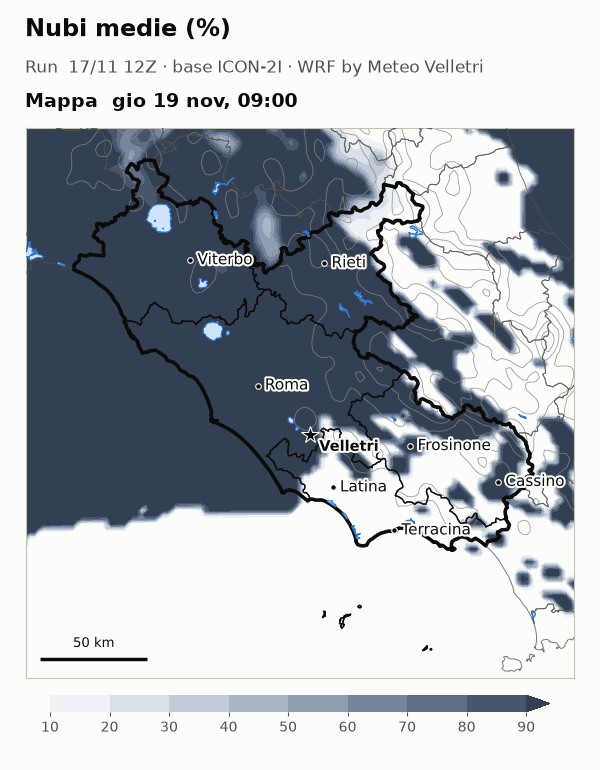 Nubi medie (%)
Run 17/11 12Z · base ICON-2I · WRF by Meteo Velletri
Mappa gio 19 nov, 09:00
Viterbo
Rieti
Roma
Velletri
Frosinone
Cassino
Latina
Terracina
50 km
10 20 30 40 50 60 70 80 90